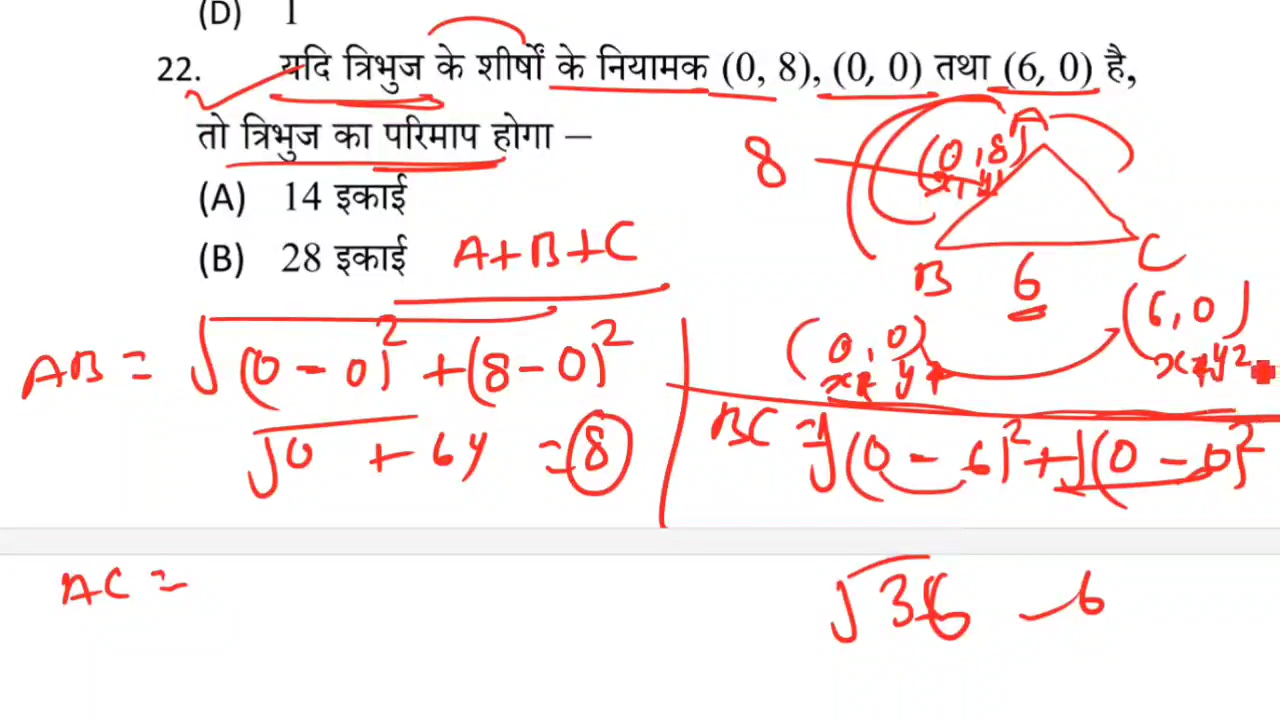 (D) 1
22. यदि त्रिभुज के शीर्षों के नियामक (0, 8), (0, 0) तथा (6, 0) है,
तो त्रिभुज का परिमाप होगा –
(A) 14 इकाई
(B) 28 इकाई
A+B+C
A
(0,8)
8
B
6
C
(0,0)
(6,0)
AB = √(0-0)² + (8-0)²
√0 + 64 = 8
BC = √(0-6)² + √(0-0)²
AC =
√36 6